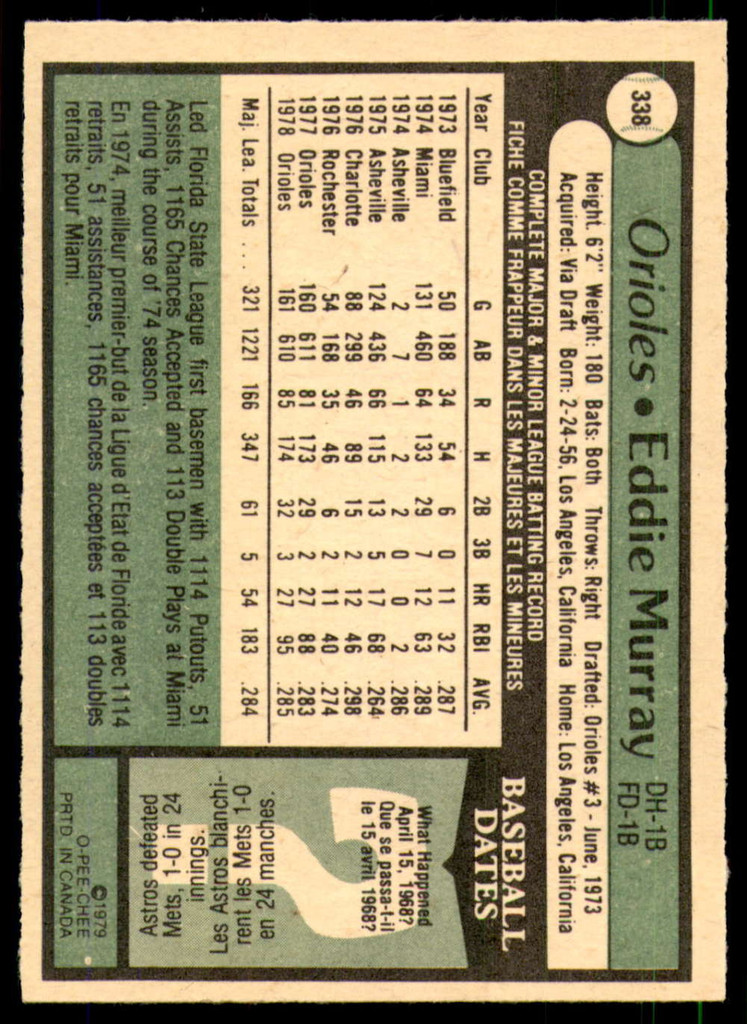 338
Orioles • Eddie Murray
DH-1B
FD-1B
Height: 6'2" Weight: 180 Bats: Both Throws: Right Drafted: Orioles #3 - June, 1973
Acquired: Via Draft Born: 2-24-56, Los Angeles, California Home: Los Angeles, California
COMPLETE MAJOR & MINOR LEAGUE BATTING RECORD
FICHE COMME FRAPPEUR DANS LES MAJEURES ET LES MINEURES
Year Club G AB R H 2B 3B HR RBI AVG.
1973 Bluefield 50 188 34 54 6 0 11 32 .287
1974 Miami 131 460 64 133 29 7 12 63 .289
1974 Asheville 2 7 1 2 2 0 0 2 .286
1975 Asheville 124 436 66 115 13 5 17 68 .264
1976 Charlotte 88 299 46 89 15 2 12 46 .298
1976 Rochester 54 168 35 46 6 2 11 40 .274
1977 Orioles 160 611 81 173 29 2 27 88 .283
1978 Orioles 161 610 85 174 32 3 27 95 .285
Maj. Lea. Totals . . . 321 1221 166 347 61 5 54 183 .284
Led Florida State League first basemen with 1114 Putouts, 51
Assists, 1165 Chances Accepted and 113 Double Plays at Miami
during the course of '74 season.
En 1974, meilleur premier-but de la Ligue d'Etat de Floride avec 1114
retraits, 51 assistances, 1165 chances acceptées et 113 doubles
retraits pour Miami.
BASEBALL
DATES
What Happened
April 15, 1968?
Que se passa-t-il
le 15 avril 1968?
Les Astros blanchi-
rent les Mets 1-0
en 24 manches.
Astros defeated
Mets, 1-0 in 24
innings.
©1979
O-PEE-CHEE
PRTD IN CANADA